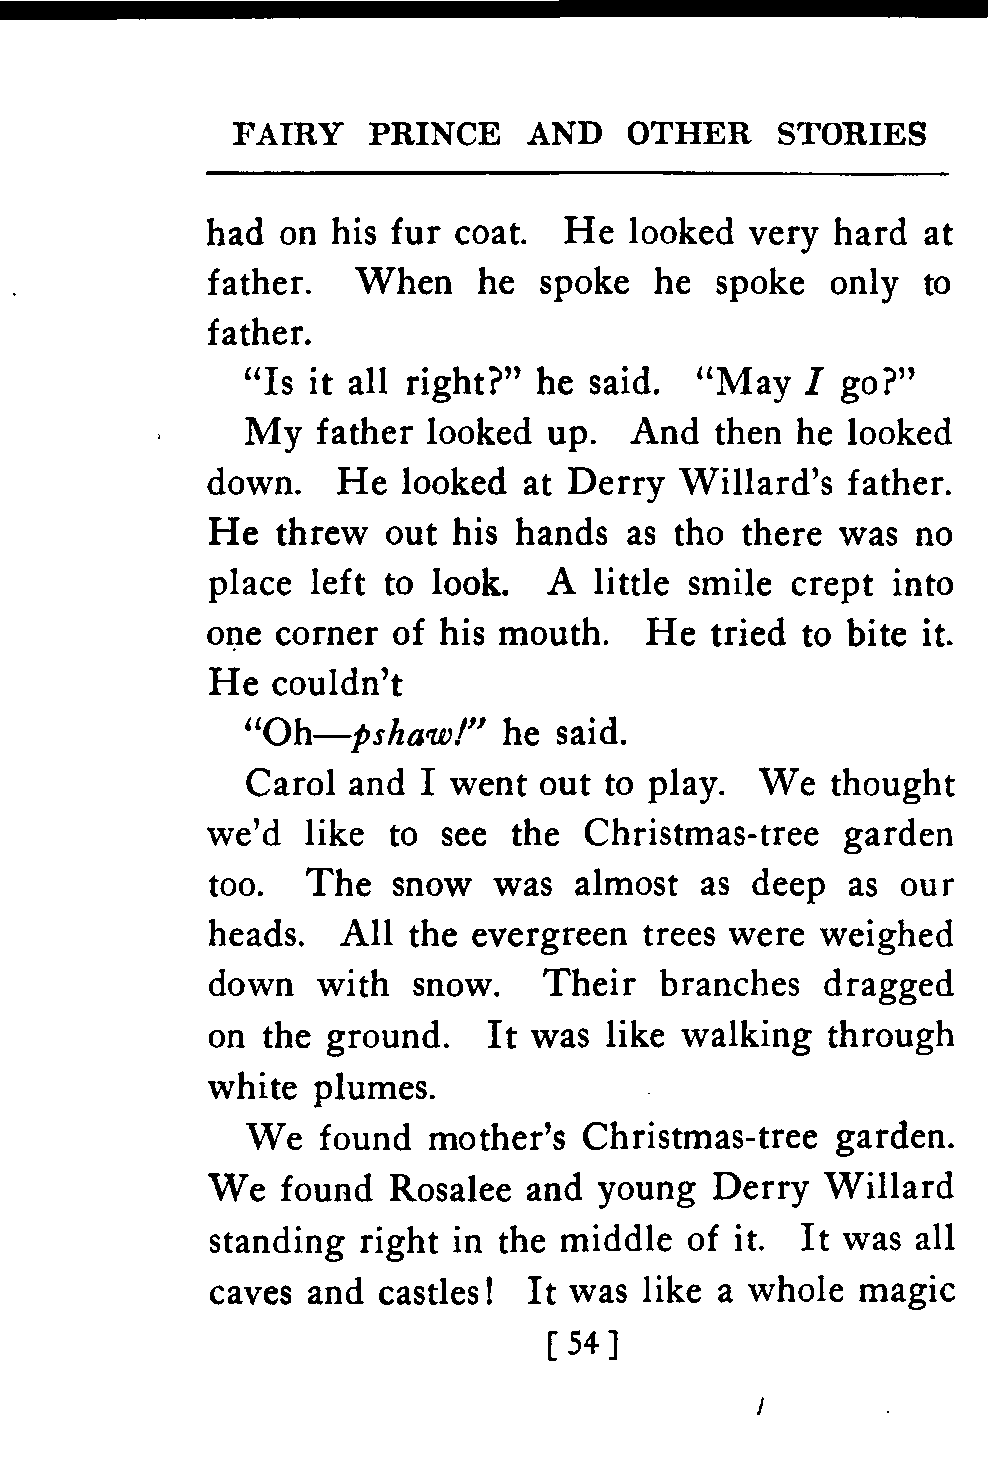 FAIRY PRINCE AND OTHER STORIES
had on his fur coat. He looked very hard at
father. When he spoke he spoke only to
father.
"Is it all right?" he said. "May I go?"
My father looked up. And then he looked
down. He looked at Derry Willard's father.
He threw out his hands as tho there was no
place left to look. A little smile crept into
one corner of his mouth. He tried to bite it.
He couldn't
"Oh—pshaw!" he said.
Carol and I went out to play. We thought
we'd like to see the Christmas-tree garden
too. The snow was almost as deep as our
heads. All the evergreen trees were weighed
down with snow. Their branches dragged
on the ground. It was like walking through
white plumes.
We found mother's Christmas-tree garden.
We found Rosalee and young Derry Willard
standing right in the middle of it. It was all
caves and castles! It was like a whole magic
[ 54 ]